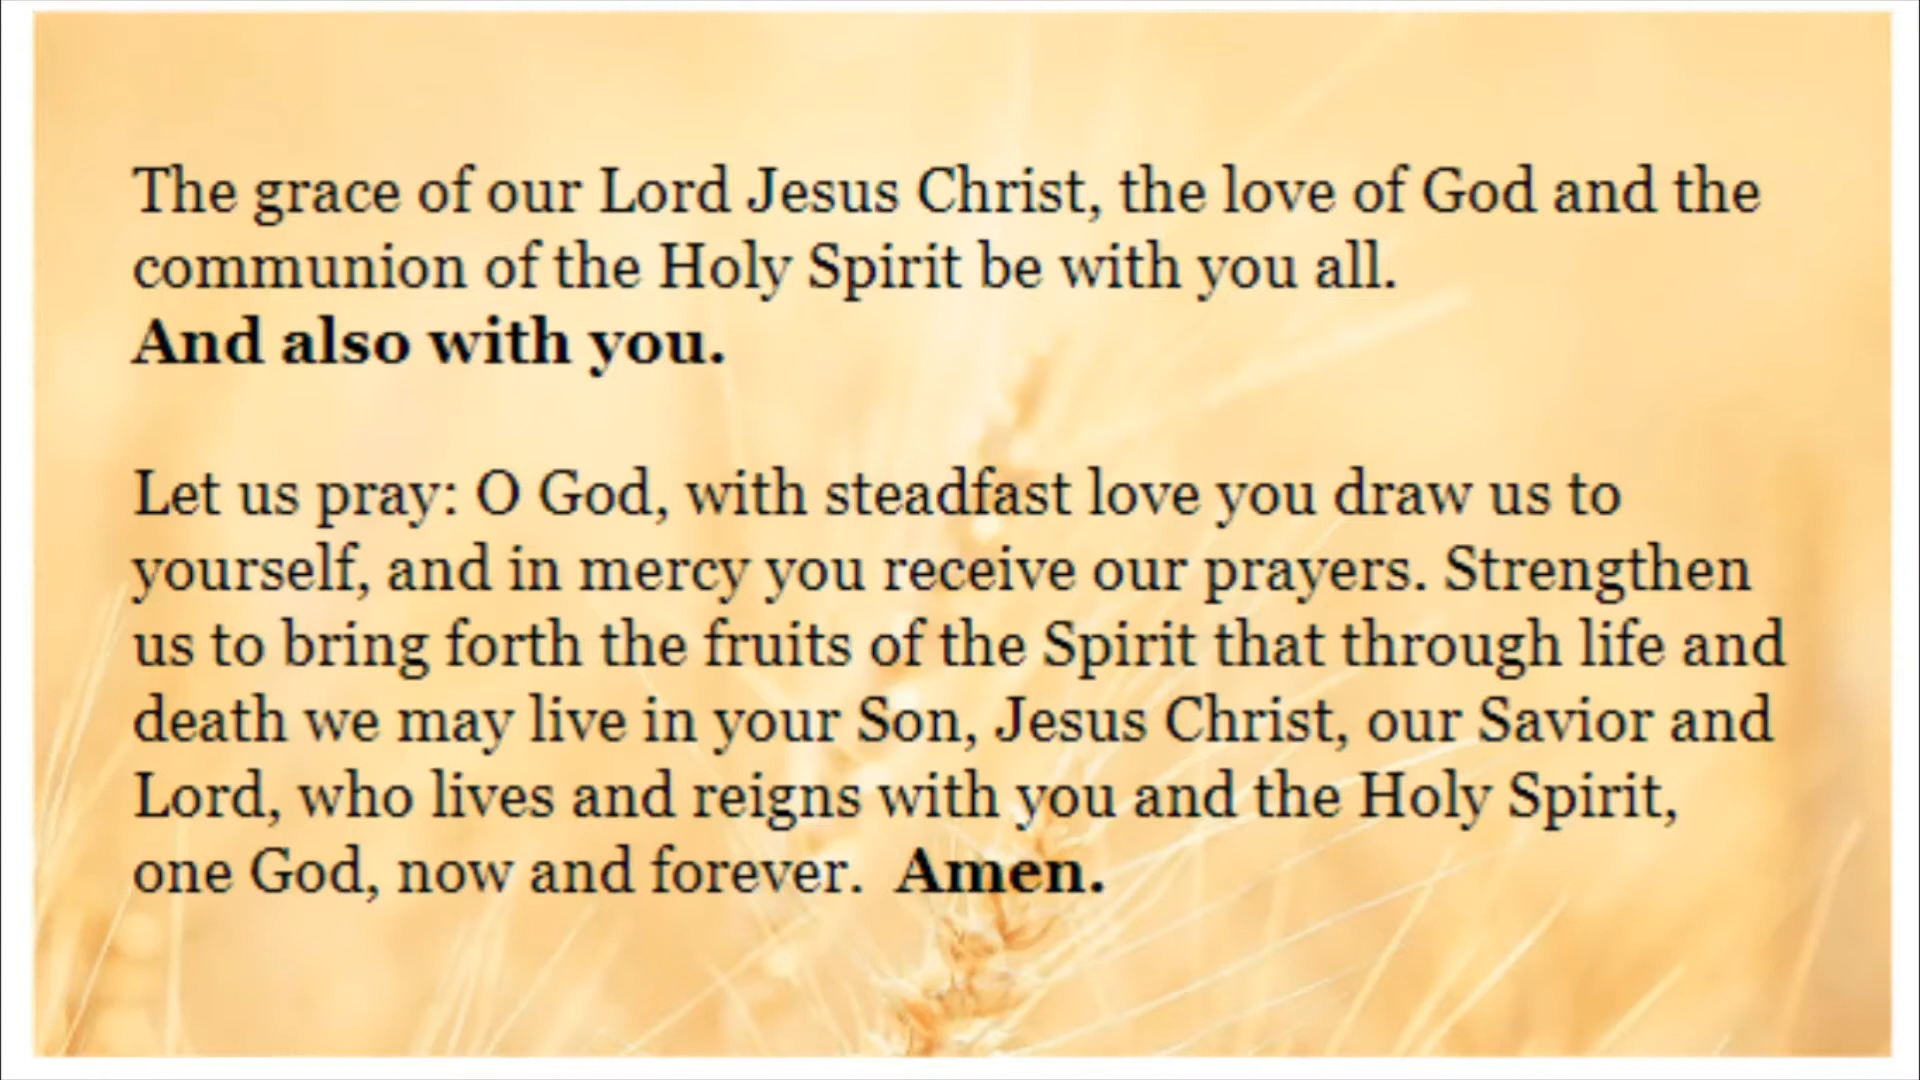 The grace of our Lord Jesus Christ, the love of God and the
communion of the Holy Spirit be with you all.
And also with you.
Let us pray: O God, with steadfast love you draw us to
yourself, and in mercy you receive our prayers. Strengthen
us to bring forth the fruits of the Spirit that through life and
death we may live in your Son, Jesus Christ, our Savior and
Lord, who lives and reigns with you and the Holy Spirit,
one God, now and forever.  Amen.